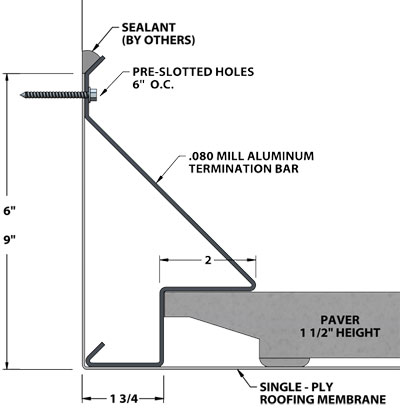 SEALANT
(BY OTHERS)
PRE-SLOTTED HOLES
6" O.C.
.080 MILL ALUMINUM
TERMINATION BAR
6"
9"
2
PAVER
1 1/2" HEIGHT
1 3/4
SINGLE - PLY
ROOFING MEMBRANE